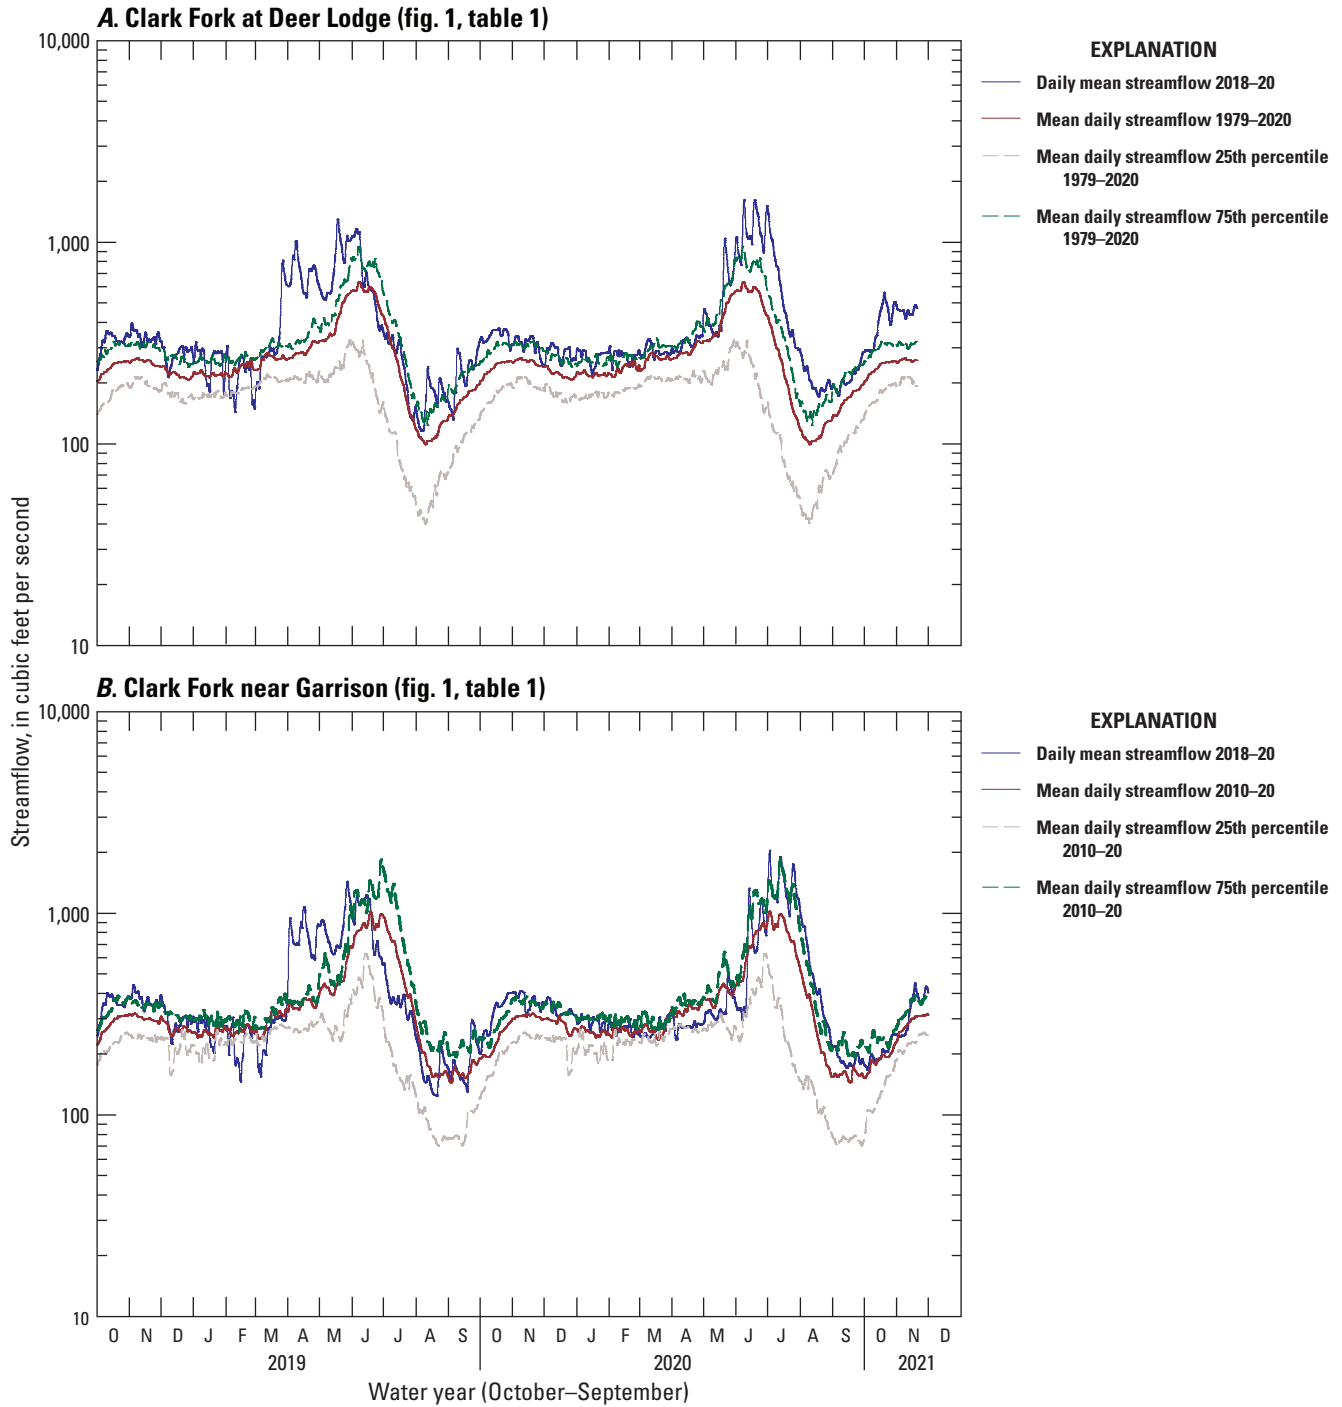 A. Clark Fork at Deer Lodge (fig. 1, table 1)
10,000
1,000
100
10
EXPLANATION
Daily mean streamflow 2018–20
Mean daily streamflow 1979–2020
Mean daily streamflow 25th percentile
1979–2020
Mean daily streamflow 75th percentile
1979–2020
Streamflow, in cubic feet per second
B. Clark Fork near Garrison (fig. 1, table 1)
10,000
1,000
100
10
EXPLANATION
Daily mean streamflow 2018–20
Mean daily streamflow 2010–20
Mean daily streamflow 25th percentile
2010–20
Mean daily streamflow 75th percentile
2010–20
O N D J F M A M J J A S O N D J F M A M J J A S O N D
2019 2020 2021
Water year (October–September)